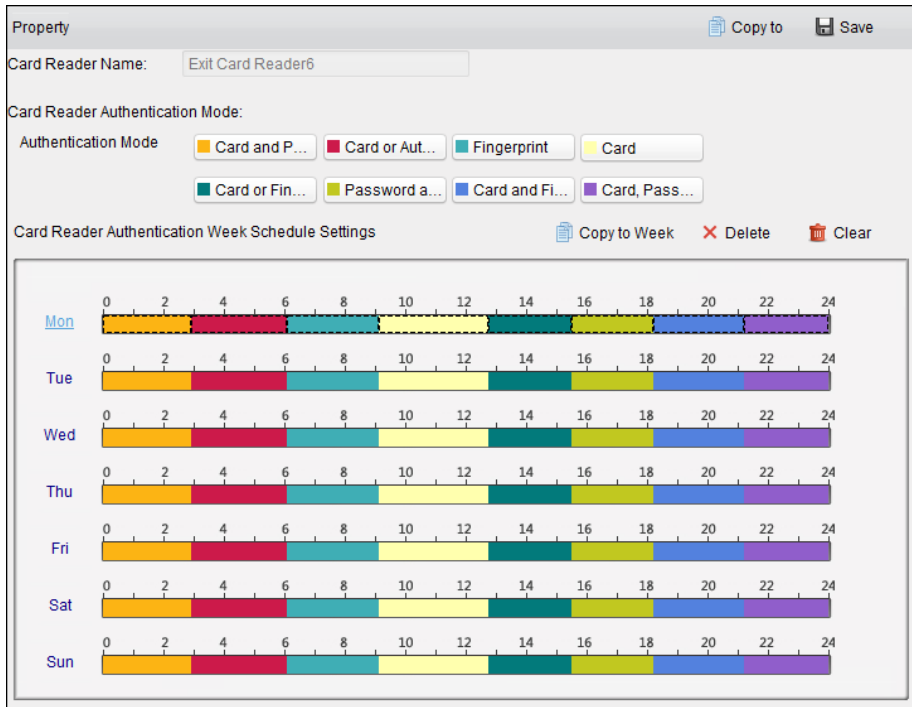 Property Copy to Save
Card Reader Name: Exit Card Reader6
Card Reader Authentication Mode:
Authentication Mode Card and P... Card or Aut... Fingerprint Card
Card or Fin... Password a... Card and Fi... Card, Pass...
Card Reader Authentication Week Schedule Settings Copy to Week Delete Clear
0 2 4 6 8 10 12 14 16 18 20 22 24
Mon
0 2 4 6 8 10 12 14 16 18 20 22 24
Tue
0 2 4 6 8 10 12 14 16 18 20 22 24
Wed
0 2 4 6 8 10 12 14 16 18 20 22 24
Thu
0 2 4 6 8 10 12 14 16 18 20 22 24
Fri
0 2 4 6 8 10 12 14 16 18 20 22 24
Sat
0 2 4 6 8 10 12 14 16 18 20 22 24
Sun